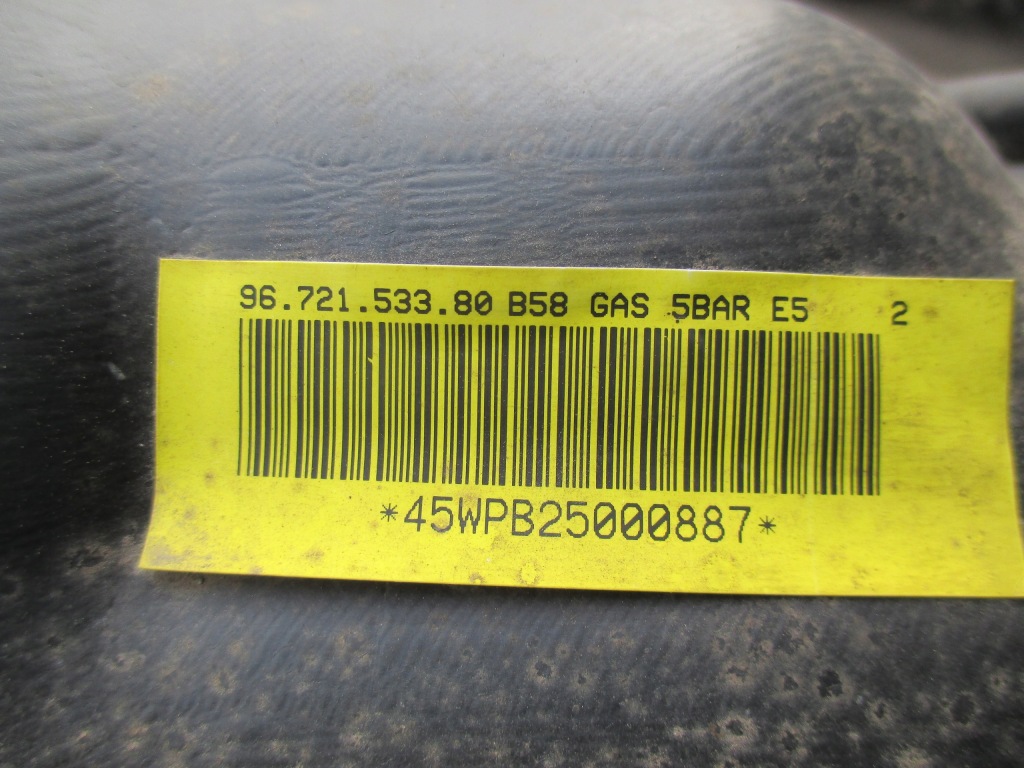 96.721.533.80 B58 GAS 5BAR E5 2
*45WPB25000887*